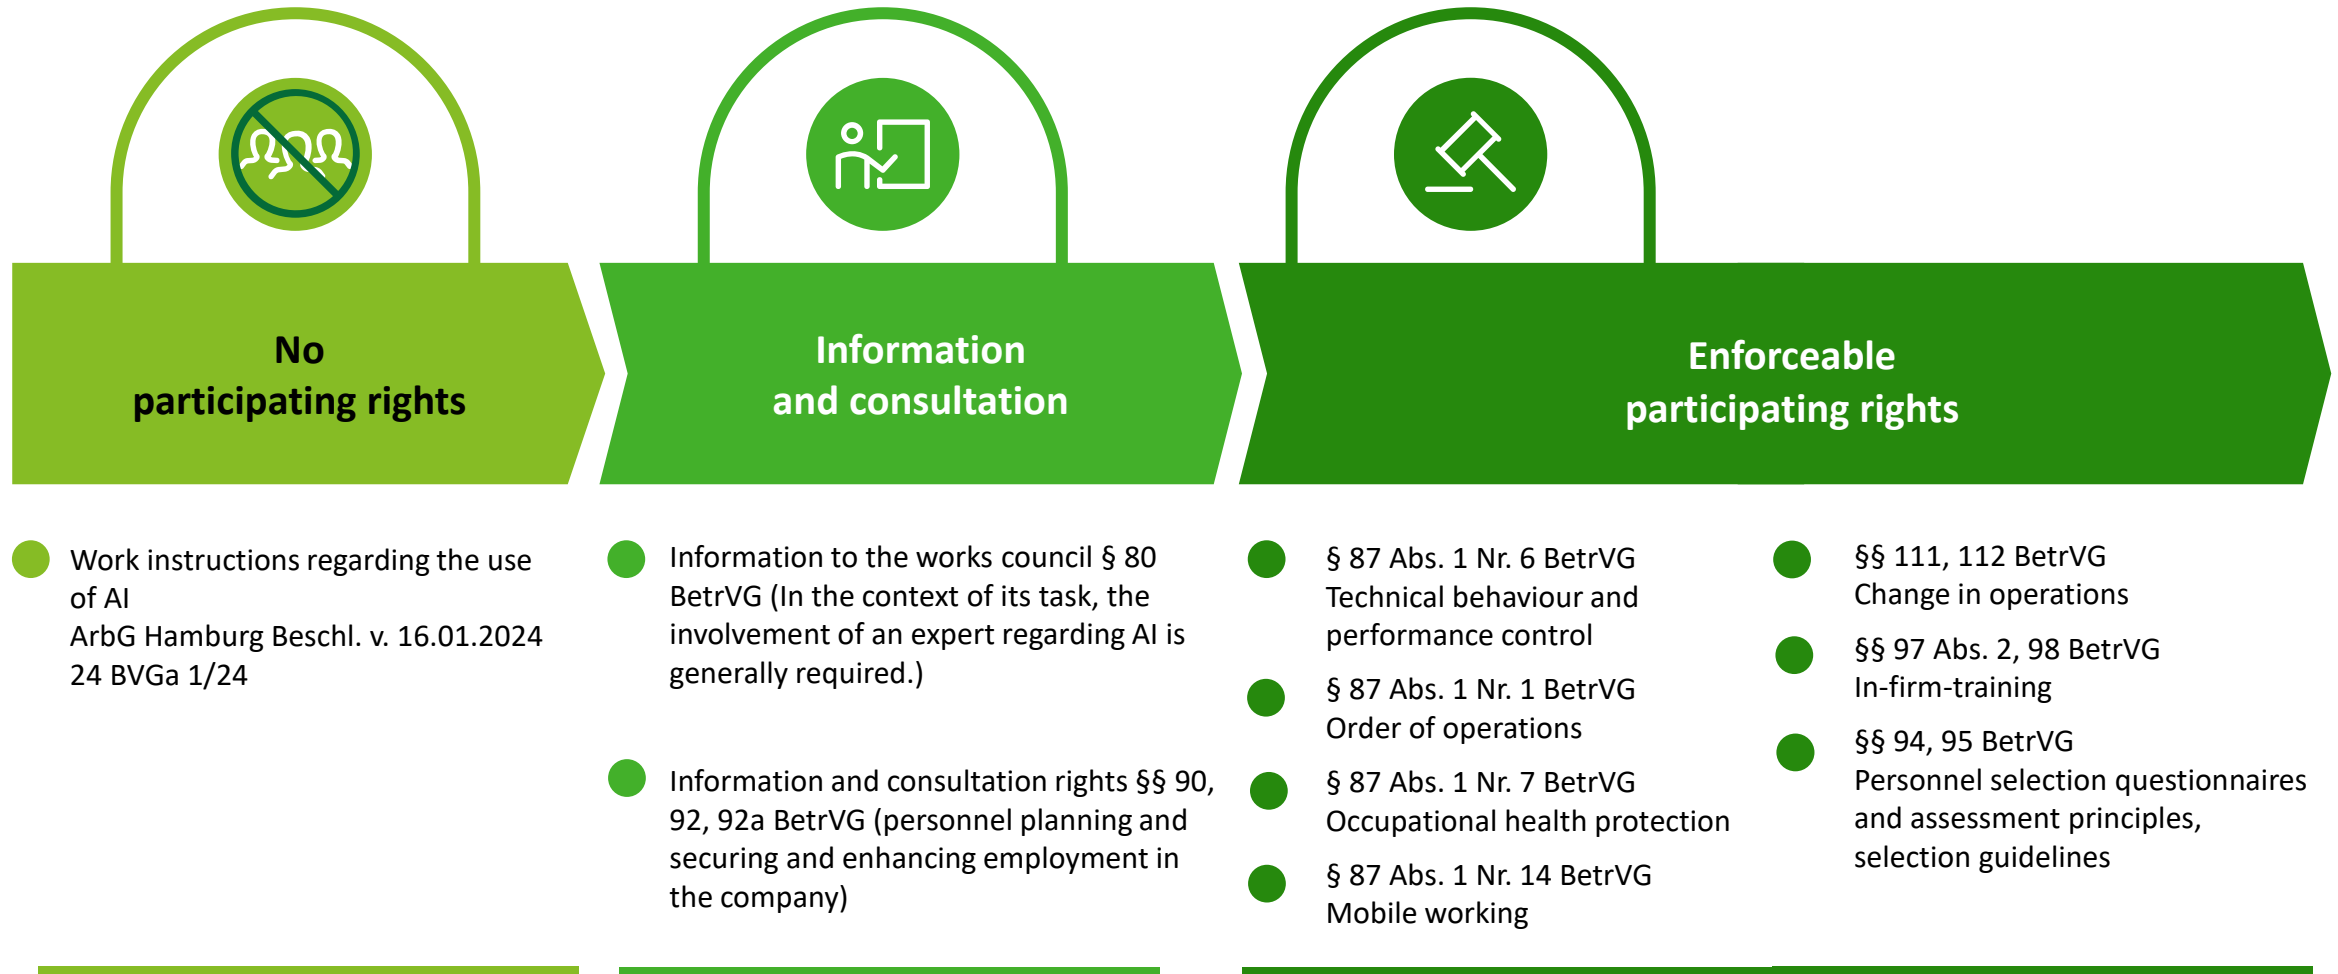 No
participating rights
Information
and consultation
Enforceable
participating rights
Work instructions regarding the use
of AI
ArbG Hamburg Beschl. v. 16.01.2024
24 BVGa 1/24
Information to the works council § 80
BetrVG (In the context of its task, the
involvement of an expert regarding AI is
generally required.)
Information and consultation rights §§ 90,
92, 92a BetrVG (personnel planning and
securing and enhancing employment in
the company)
§ 87 Abs. 1 Nr. 6 BetrVG
Technical behaviour and
performance control
§ 87 Abs. 1 Nr. 1 BetrVG
Order of operations
§ 87 Abs. 1 Nr. 7 BetrVG
Occupational health protection
§ 87 Abs. 1 Nr. 14 BetrVG
Mobile working
§§ 111, 112 BetrVG
Change in operations
§§ 97 Abs. 2, 98 BetrVG
In-firm-training
§§ 94, 95 BetrVG
Personnel selection questionnaires
and assessment principles,
selection guidelines